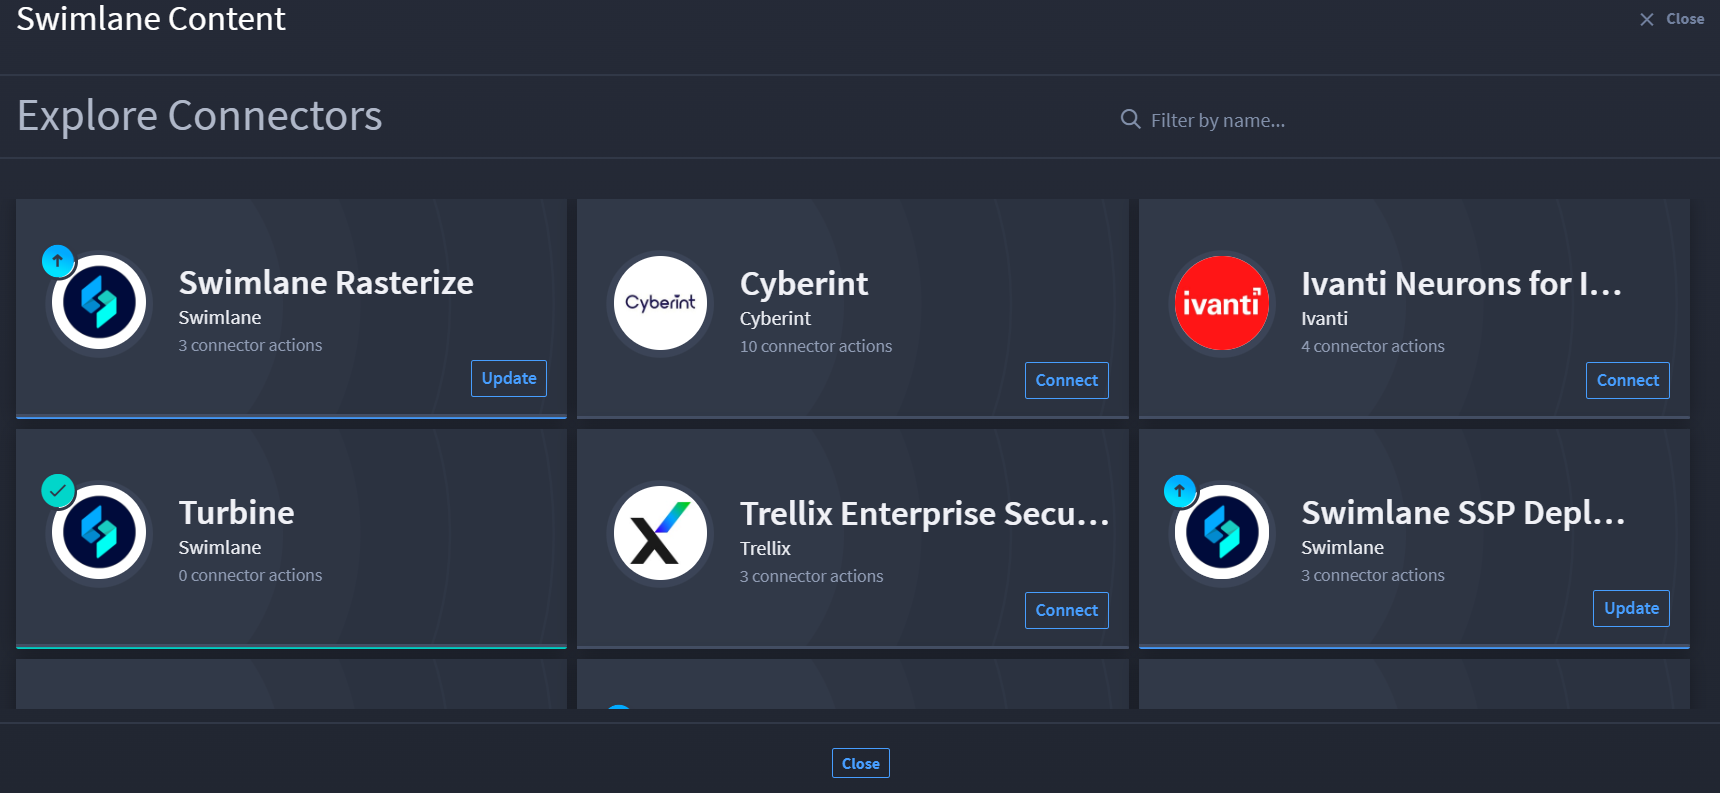 Swimlane Content
Close
Explore Connectors
Filter by name...
Swimlane Rasterize
Swimlane
3 connector actions
Update
Cyberint
Cyberint
Cyberint
10 connector actions
Connect
ivanti
Ivanti Neurons for I...
Ivanti
4 connector actions
Connect
Turbine
Swimlane
0 connector actions
Trellix Enterprise Secu...
Trellix
3 connector actions
Connect
Swimlane SSP Depl...
Swimlane
3 connector actions
Update
Close